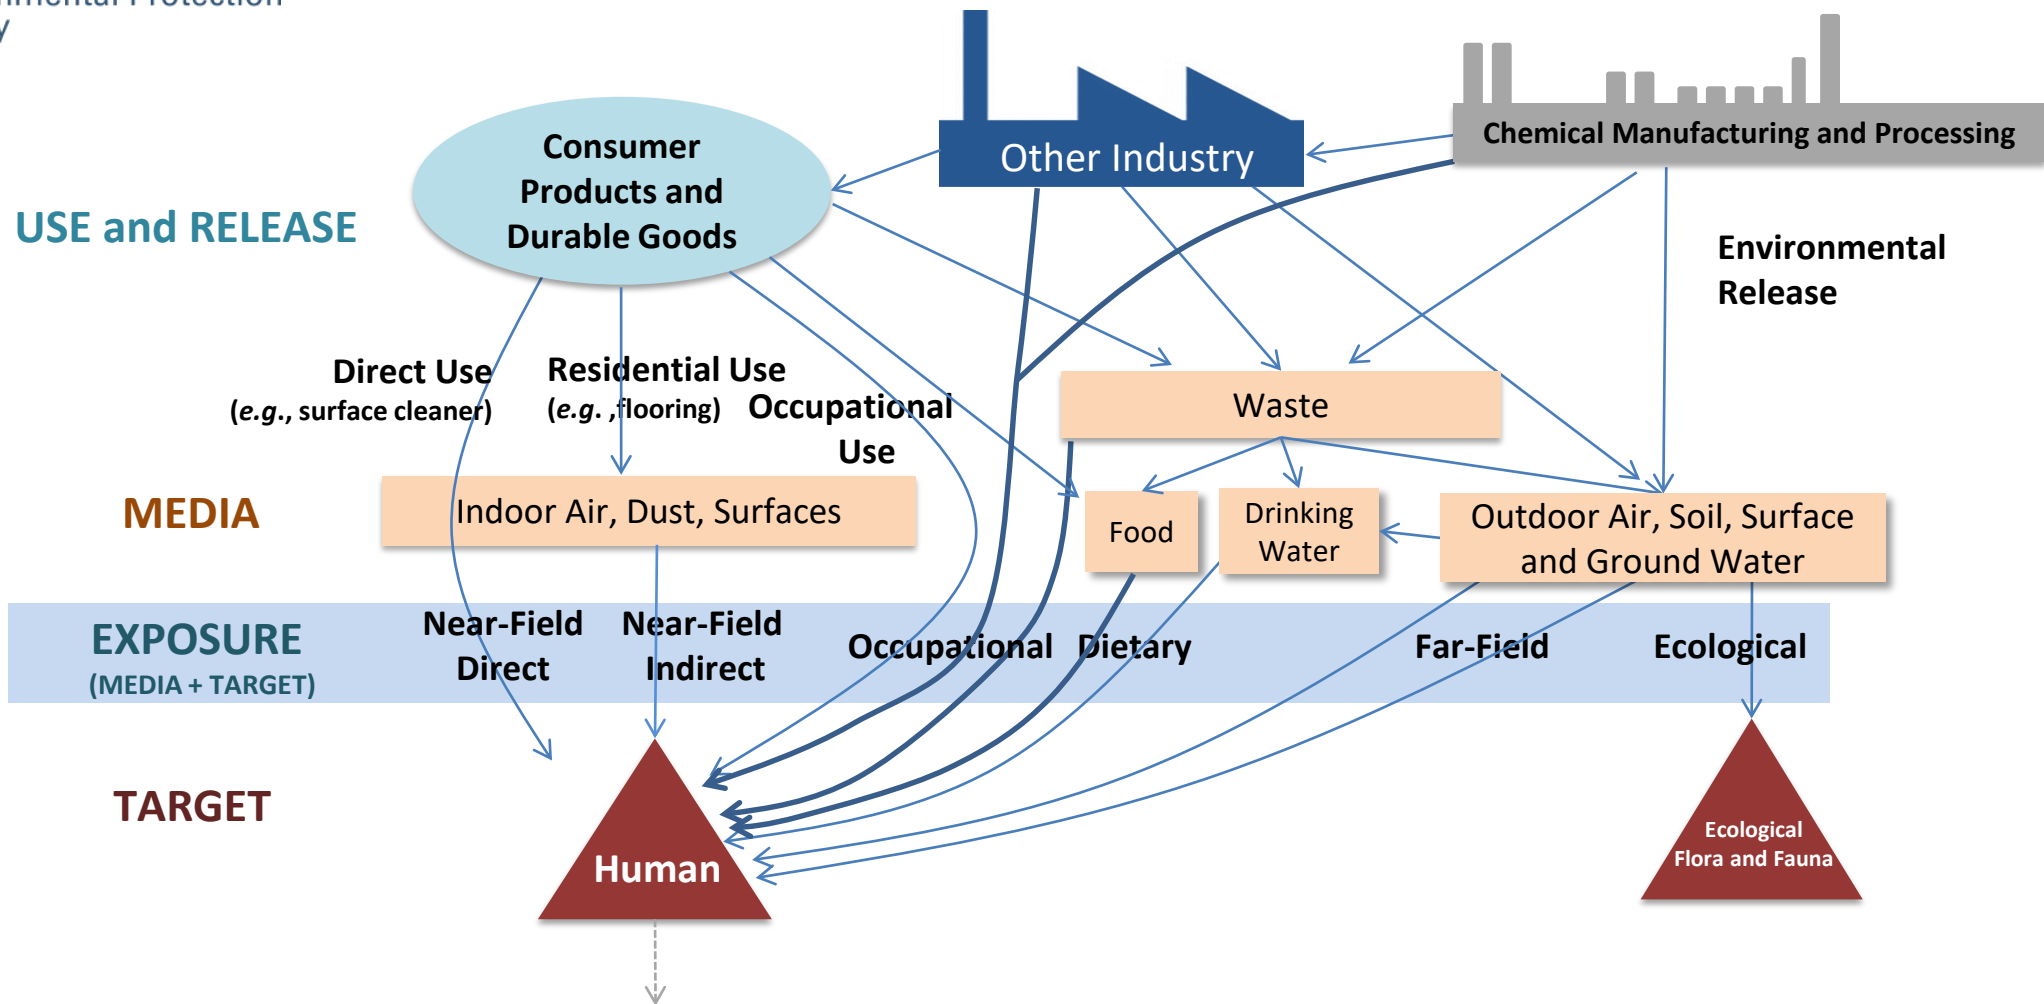 Protection
Consumer
Products and
Durable Goods
Other Industry
Chemical Manufacturing and Processing
USE and RELEASE
Environmental
Release
Direct Use
(e.g., surface cleaner)
Residential Use
(e.g. ,flooring)
Occupational
Use
Waste
MEDIA
Indoor Air, Dust, Surfaces
Food
Drinking
Water
Outdoor Air, Soil, Surface
and Ground Water
EXPOSURE
(MEDIA + TARGET)
Near-Field
Direct
Near-Field
Indirect
Occupational
Dietary
Far-Field
Ecological
TARGET
Human
Ecological
Flora and Fauna